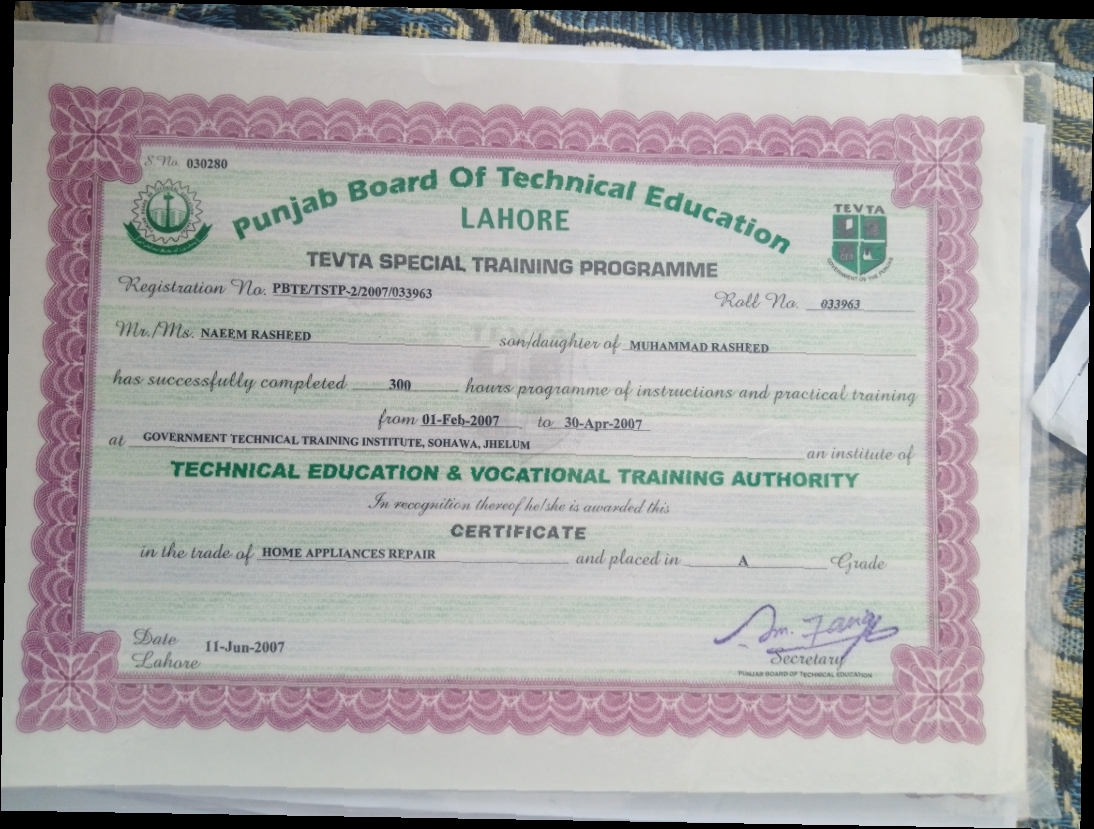 S.No. 030280
Punjab Board Of Technical Education
LAHORE
TEVTA
GOVERNMENT OF THE PUNJAB
TEVTA SPECIAL TRAINING PROGRAMME
Registration No. PBTE/TSTP-2/2007/033963
Roll No. 033963
Mr./Ms. NAEEM RASHEED son/daughter of MUHAMMAD RASHEED
has successfully completed 300 hours programme of instructions and practical training
from 01-Feb-2007 to 30-Apr-2007
at GOVERNMENT TECHNICAL TRAINING INSTITUTE, SOHAWA, JHELUM an institute of
TECHNICAL EDUCATION & VOCATIONAL TRAINING AUTHORITY
In recognition thereof he/she is awarded this
CERTIFICATE
in the trade of HOME APPLIANCES REPAIR and placed in A Grade
Date 11-Jun-2007
Lahore
Secretary
PUNJAB BOARD OF TECHNICAL EDUCATION